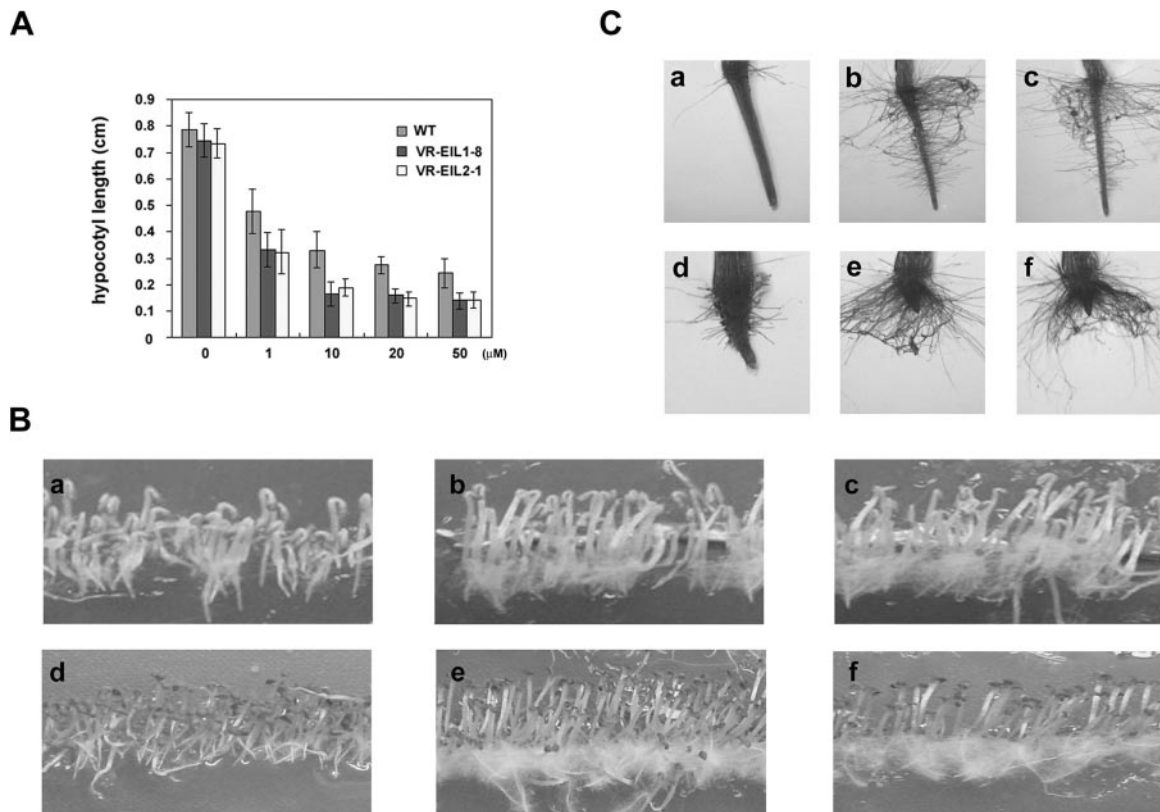 A
hypocotyl length (cm)
0.9
0.8
0.7
0.6
0.5
0.4
0.3
0.2
0.1
0
WT
VR-EIL1-8
VR-EIL2-1
0 1 10 20 50 (μM)
C
a b c
d e f
B
a b c
d e f